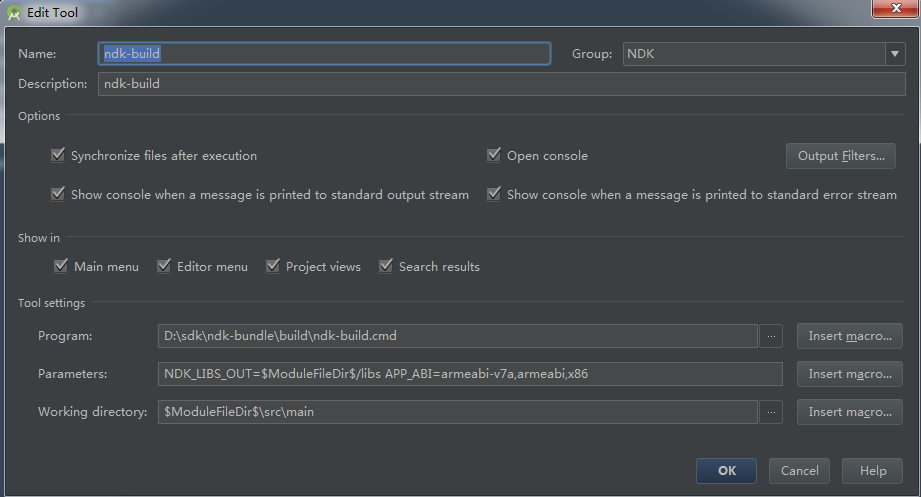 Edit Tool
Name: ndk-build Group: NDK
Description: ndk-build
Options
Synchronize files after execution Open console Output Filters...
Show console when a message is printed to standard output stream Show console when a message is printed to standard error stream
Show in
Main menu Editor menu Project views Search results
Tool settings
Program: D:\sdk\ndk-bundle\build\ndk-build.cmd ... Insert macro...
Parameters: NDK_LIBS_OUT=$ModuleFileDir$/libs APP_ABI=armeabi-v7a,armeabi,x86 Insert macro...
Working directory: $ModuleFileDir$\src\main ... Insert macro...
OK Cancel Help